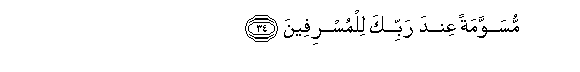 مُّسَوَّمَةً عِندَ رَبِّكَ لِلْمُسْرِفِينَ ٣٤